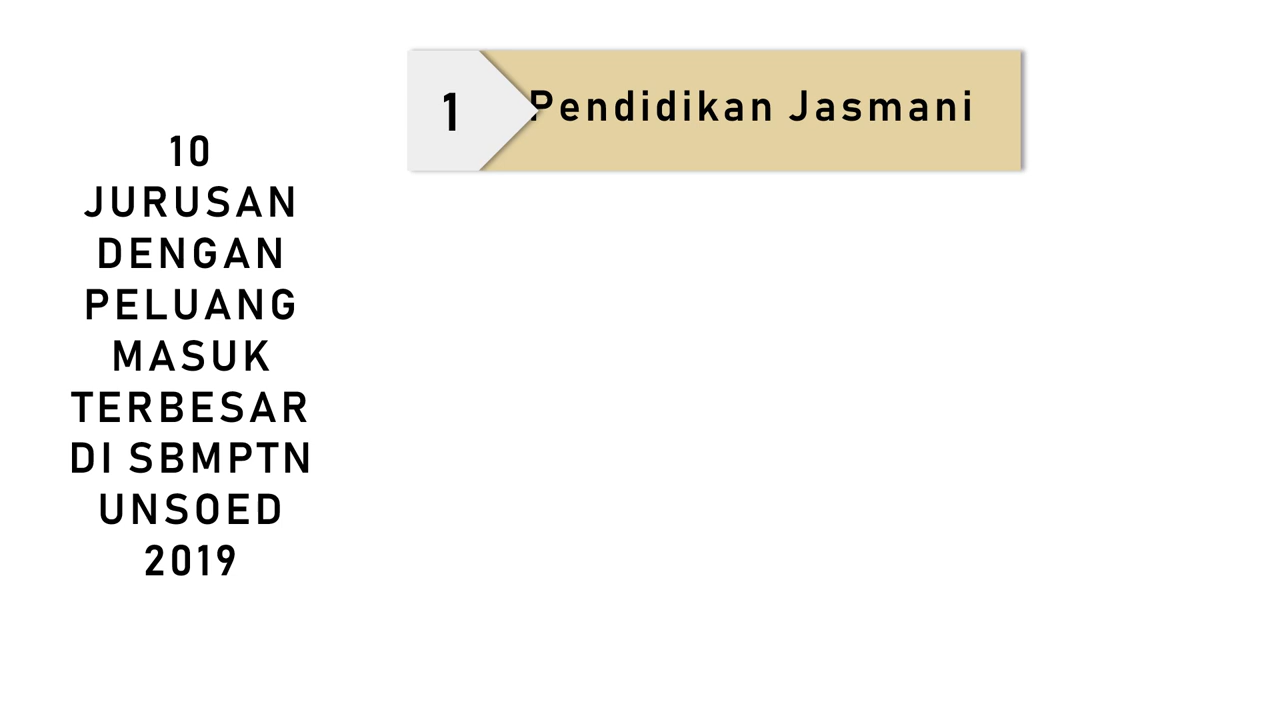 10
JURUSAN
DENGAN
PELUANG
MASUK
TERBESAR
DI SBMPTN
UNSOED
2019
1
Pendidikan Jasmani